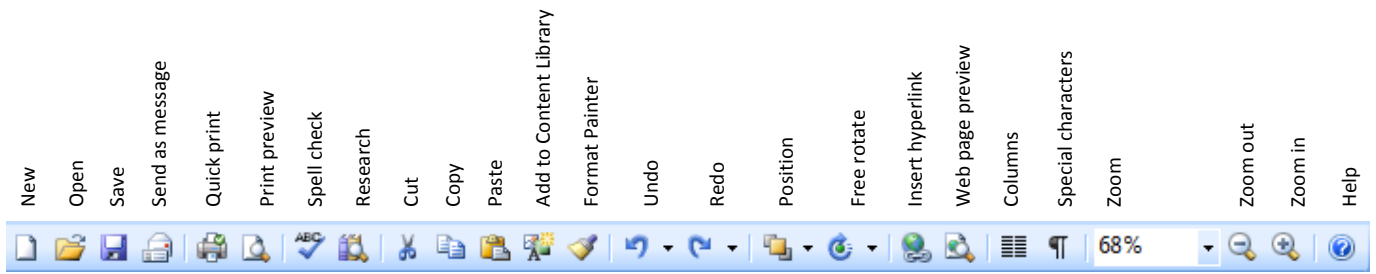 New
Open
Save
Send as message
Quick print
Print preview
Spell check
Research
Cut
Copy
Paste
Add to Content Library
Format Painter
Undo
Redo
Position
Free rotate
Insert hyperlink
Web page preview
Columns
Special characters
Zoom
Zoom out
Zoom in
Help
ABC
A
¶
68%
?